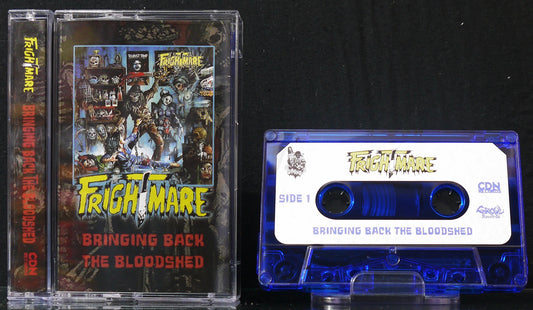 FRIGHTMARE
BRINGING BACK THE BLOODSHED
CDN
FRIGHTMARE
FRIGHTMARE
BRINGING BACK
THE BLOODSHED
FRIGHTMARE
SIDE 1
CDN
BRINGING BACK THE BLOODSHED